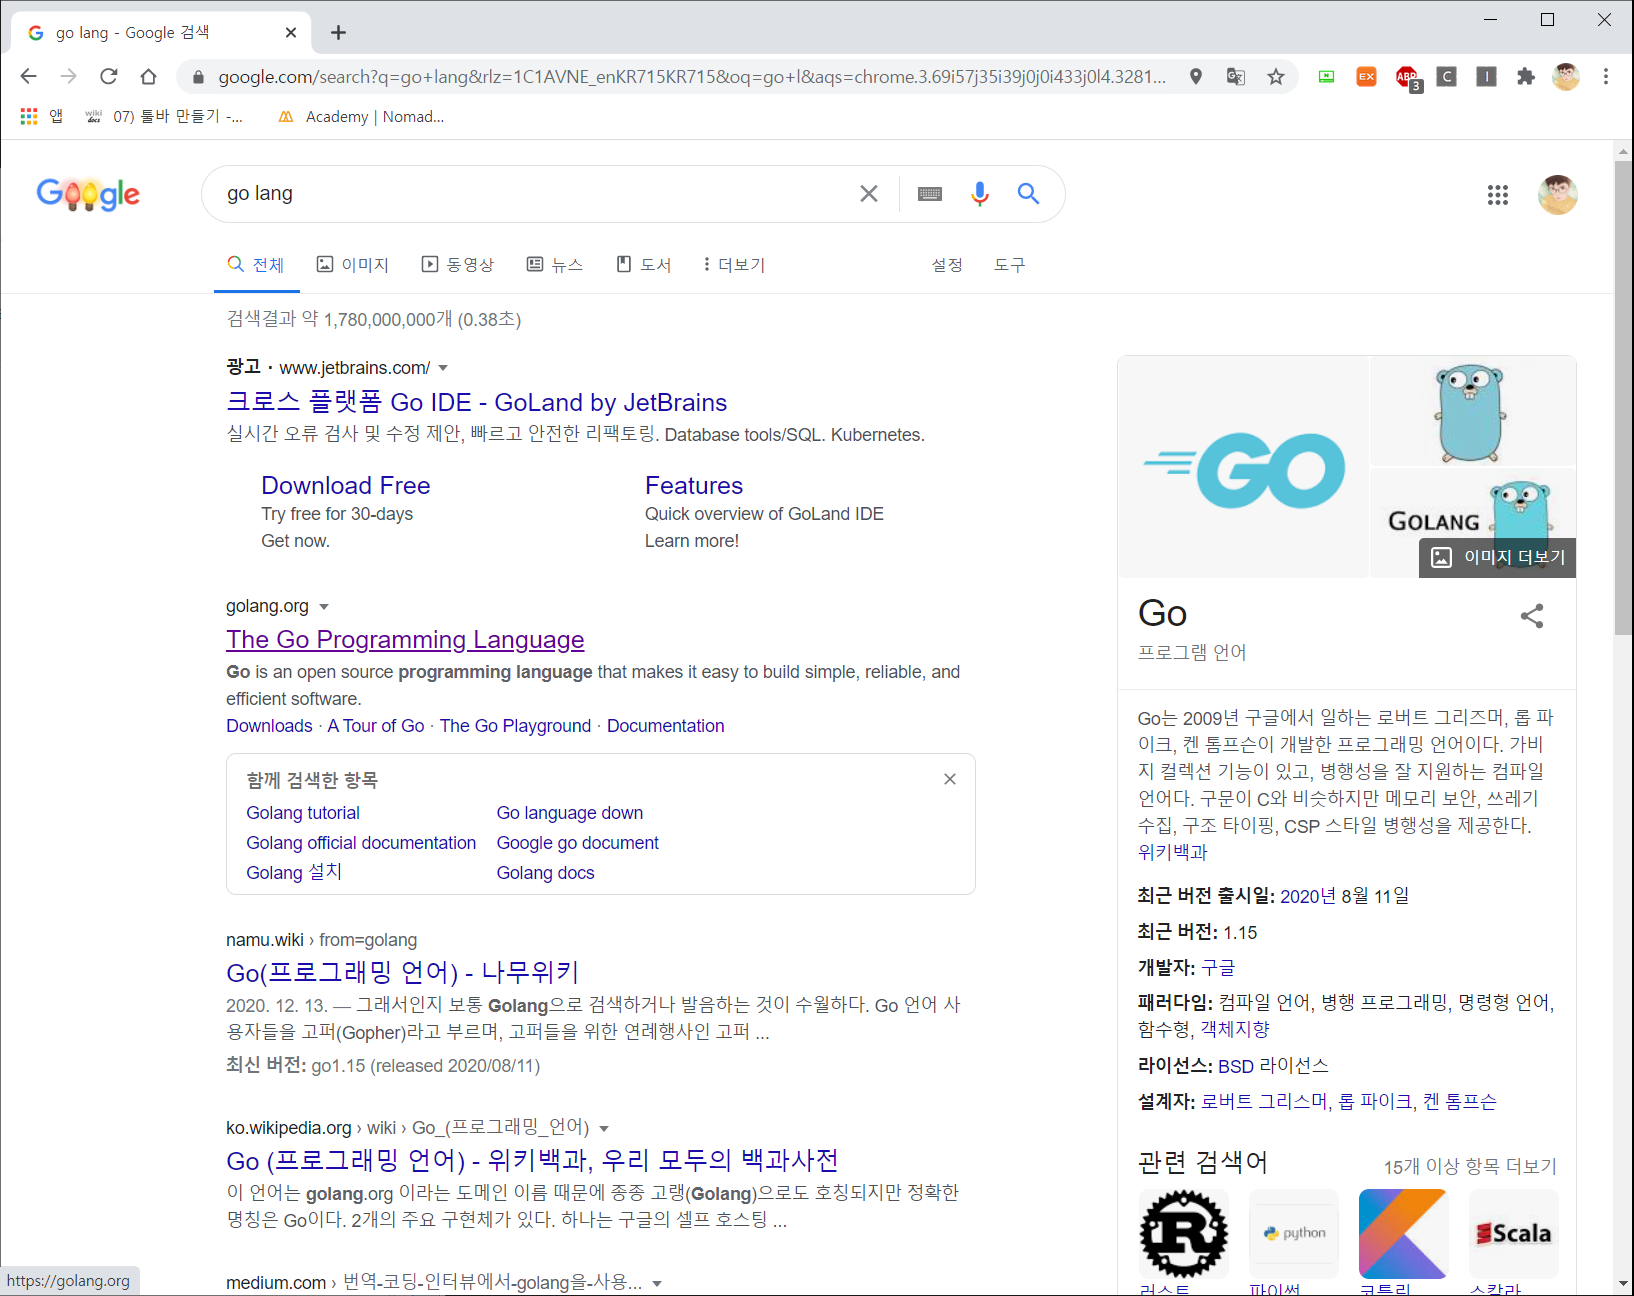 go lang - Google 검색
google.com/search?q=go+lang&rlz=1C1AVNE_enKR715KR715&oq=go+l&aqs=chrome.3.69i57j35i39j0j0i433j0l4.3281...
EX
ABP
3
C
I
앱
wiki docs
07) 툴바 만들기 -...
Academy | Nomad...
Google
go lang
전체
이미지
동영상
뉴스
도서
더보기
설정
도구
검색결과 약 1,780,000,000개 (0.38초)
광고 · www.jetbrains.com/
크로스 플랫폼 Go IDE - GoLand by JetBrains
실시간 오류 검사 및 수정 제안, 빠르고 안전한 리팩토링. Database tools/SQL. Kubernetes.
Download Free
Try free for 30-days
Get now.
Features
Quick overview of GoLand IDE
Learn more!
golang.org
The Go Programming Language
Go is an open source programming language that makes it easy to build simple, reliable, and
efficient software.
Downloads · A Tour of Go · The Go Playground · Documentation
함께 검색한 항목
Golang tutorial
Go language down
Golang official documentation
Google go document
Golang 설치
Golang docs
namu.wiki › from=golang
Go(프로그래밍 언어) - 나무위키
2020. 12. 13. — 그래서인지 보통 Golang으로 검색하거나 발음하는 것이 수월하다. Go 언어 사
용자들을 고퍼(Gopher)라고 부르며, 고퍼들을 위한 연례행사인 고퍼 ...
최신 버전: go1.15 (released 2020/08/11)
ko.wikipedia.org › wiki › Go_(프로그래밍_언어)
Go (프로그래밍 언어) - 위키백과, 우리 모두의 백과사전
이 언어는 golang.org 이라는 도메인 이름 때문에 종종 고랭(Golang)으로도 호칭되지만 정확한
명칭은 Go이다. 2개의 주요 구현체가 있다. 하나는 구글의 셀프 호스팅 ...
medium.com › 번역-코딩-인터뷰에서-golang을-사용...
https://golang.org
GO
GOLANG
이미지 더보기
Go
프로그램 언어
Go는 2009년 구글에서 일하는 로버트 그리즈머, 롭 파
이크, 켄 톰프슨이 개발한 프로그래밍 언어이다. 가비
지 컬렉션 기능이 있고, 병행성을 잘 지원하는 컴파일
언어다. 구문이 C와 비슷하지만 메모리 보안, 쓰레기
수집, 구조 타이핑, CSP 스타일 병행성을 제공한다.
위키백과
최근 버전 출시일: 2020년 8월 11일
최근 버전: 1.15
개발자: 구글
패러다임: 컴파일 언어, 병행 프로그래밍, 명령형 언어,
함수형, 객체지향
라이선스: BSD 라이선스
설계자: 로버트 그리스머, 롭 파이크, 켄 톰프슨
관련 검색어
15개 이상 항목 더보기
R
python
Scala
러스트
파이썬
코틀린
스칼라